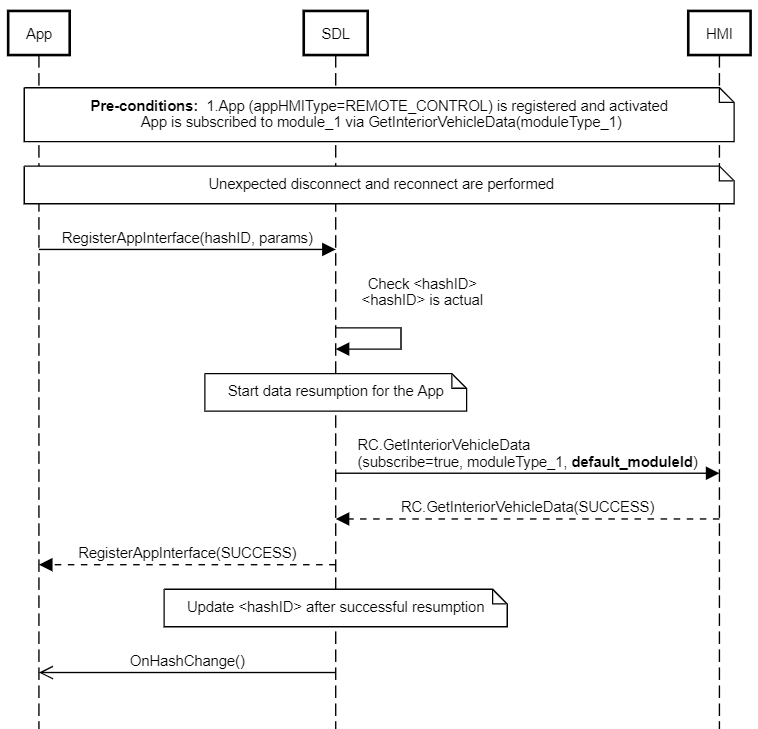 App
SDL
HMI
Pre-conditions:  1.App (appHMIType=REMOTE_CONTROL) is registered and activated
App is subscribed to module_1 via GetInteriorVehicleData(moduleType_1)
Unexpected disconnect and reconnect are performed
RegisterAppInterface(hashID, params)
Check <hashID>
<hashID> is actual
Start data resumption for the App
RC.GetInteriorVehicleData
(subscribe=true, moduleType_1, default_moduleId)
RC.GetInteriorVehicleData(SUCCESS)
RegisterAppInterface(SUCCESS)
Update <hashID> after successful resumption
OnHashChange()